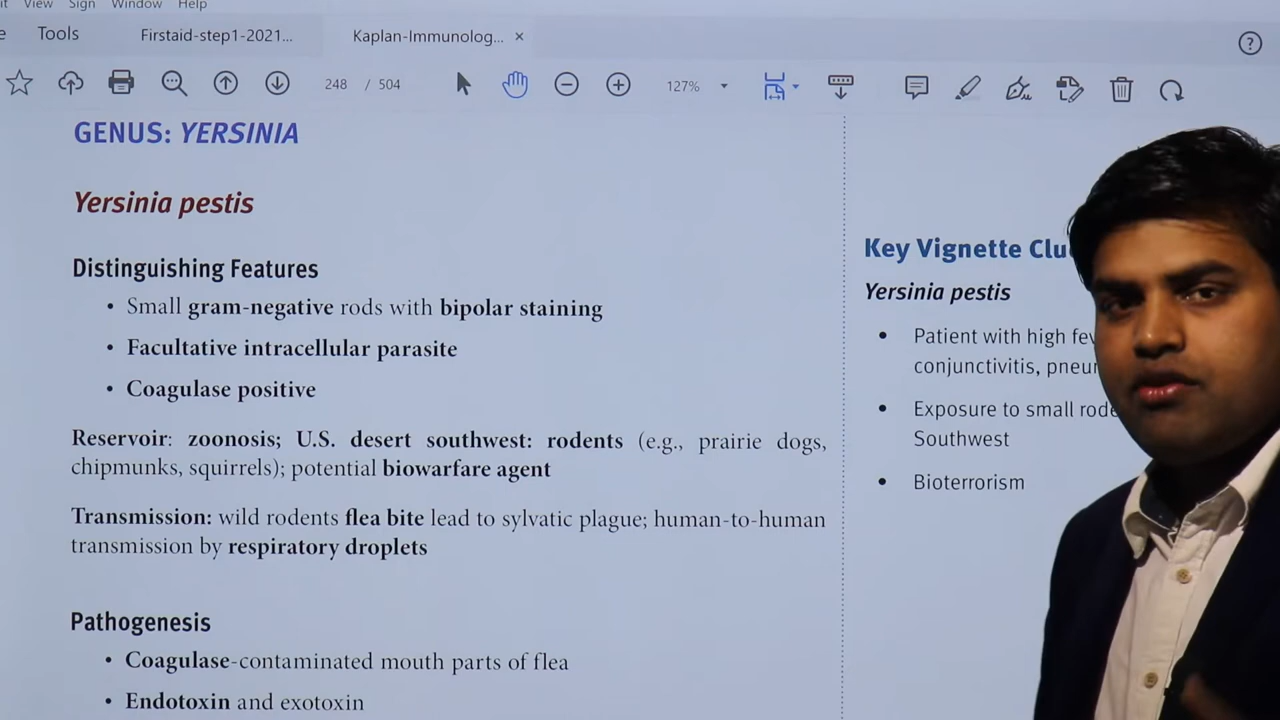 View Sign Window Help
Tools Firstaid-step1-2021... Kaplan-Immunolog... ×
248 / 504 127%
GENUS: YERSINIA
Yersinia pestis
Distinguishing Features
• Small gram-negative rods with bipolar staining
• Facultative intracellular parasite
• Coagulase positive
Reservoir: zoonosis; U.S. desert southwest: rodents (e.g., prairie dogs,
chipmunks, squirrels); potential biowarfare agent
Transmission: wild rodents flea bite lead to sylvatic plague; human-to-human
transmission by respiratory droplets
Pathogenesis
• Coagulase-contaminated mouth parts of flea
• Endotoxin and exotoxin
Key Vignette
Yersinia pestis
• Patient with high
conjunctivitis,
• Exposure to small
Southwest
• Bioterrorism